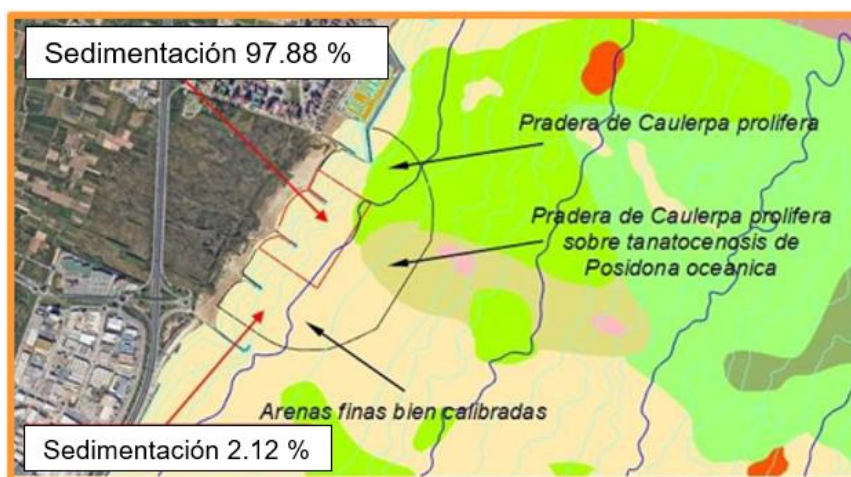 Sedimentación 97.88 %
Pradera de Caulerpa prolifera
Pradera de Caulerpa prolifera
sobre tanatocenosis de
Posidona oceànica
Arenas finas bien calibradas
Sedimentación 2.12 %